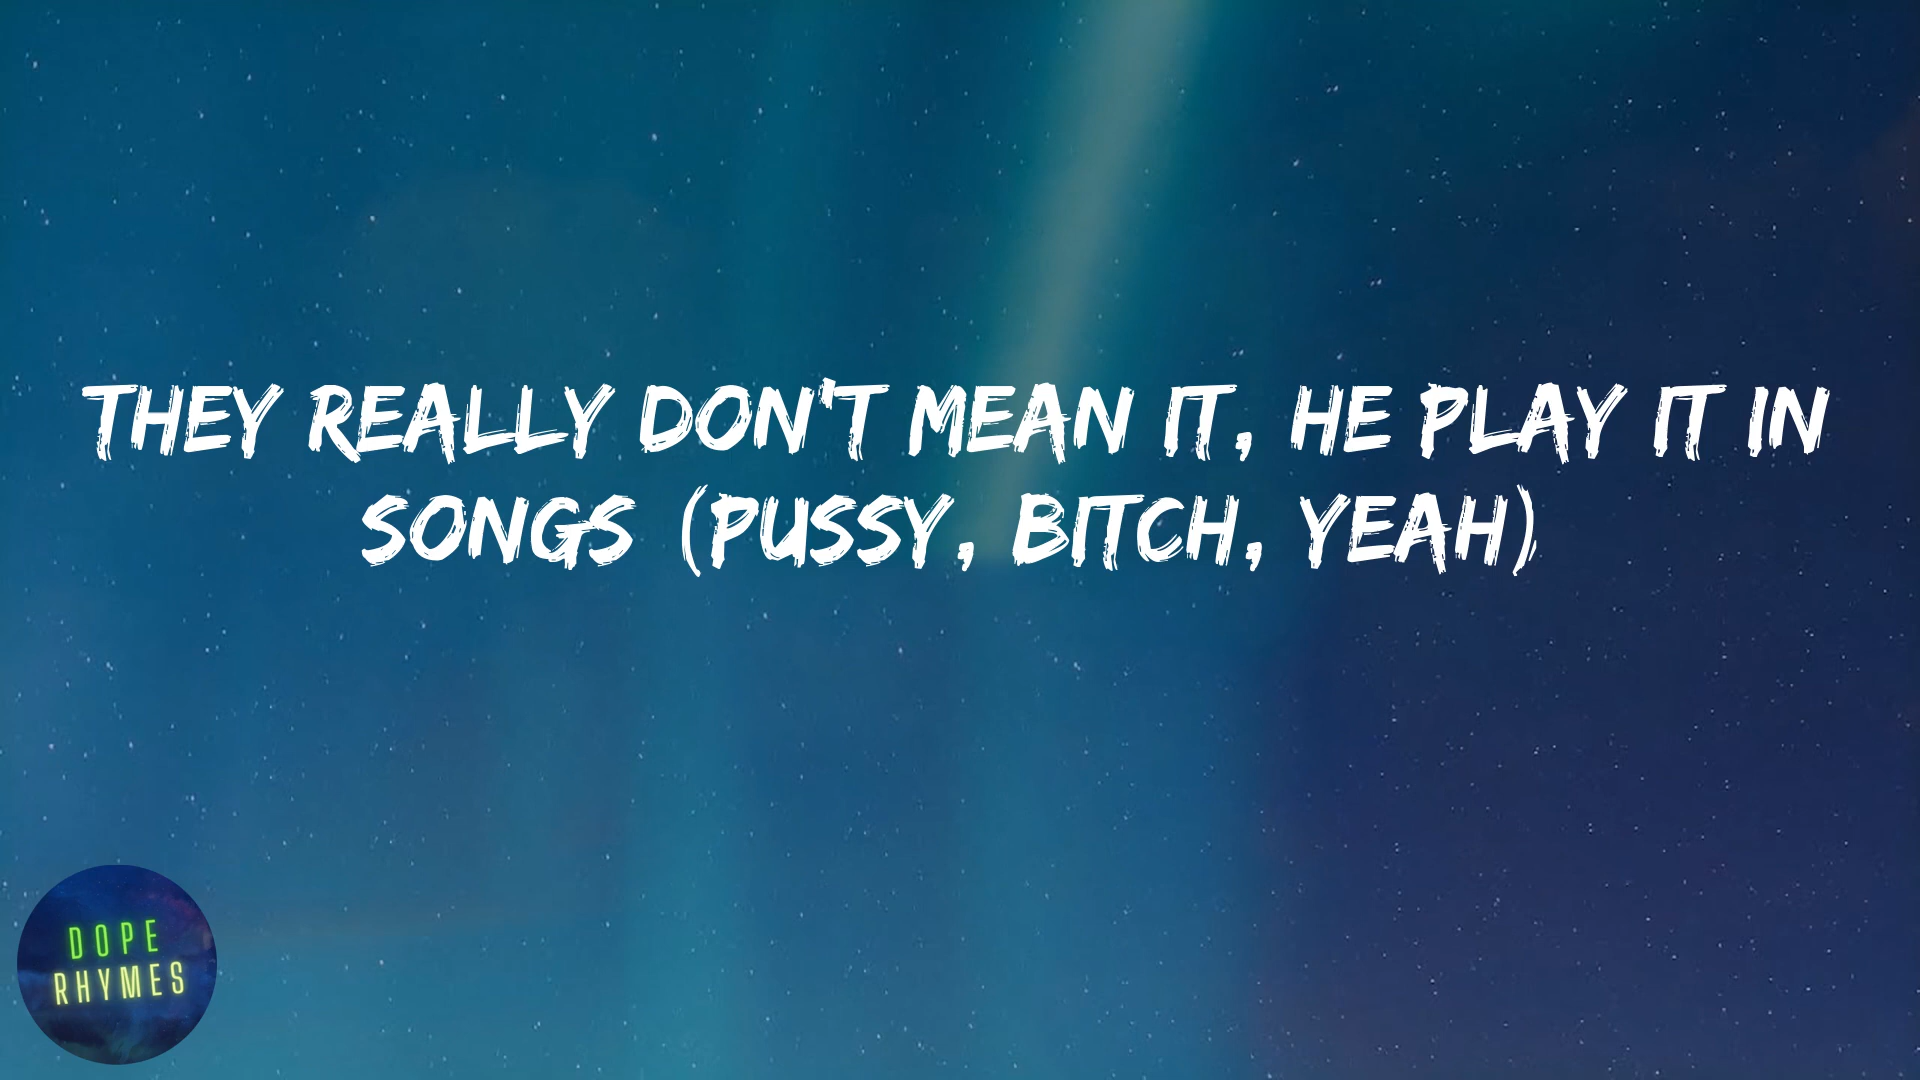 THEY REALLY DON'T MEAN IT, HE PLAY IT IN
SONGS (PUSSY, BITCH, YEAH)
DOPE
RHYMES